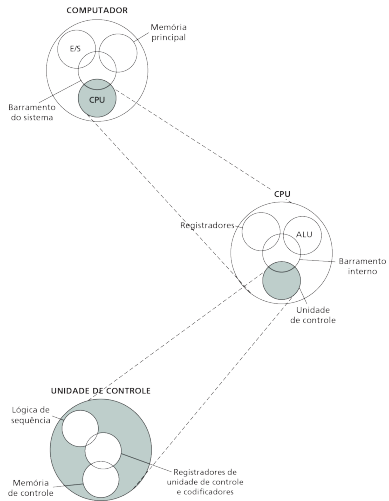 COMPUTADOR
Memória
principal
E/S
CPU
Barramento
do sistema
CPU
Registradores
ALU
Barramento
interno
Unidade
de controle
UNIDADE DE CONTROLE
Lógica de
sequência
Memória
de controle
Registradores de
unidade de controle
e codificadores